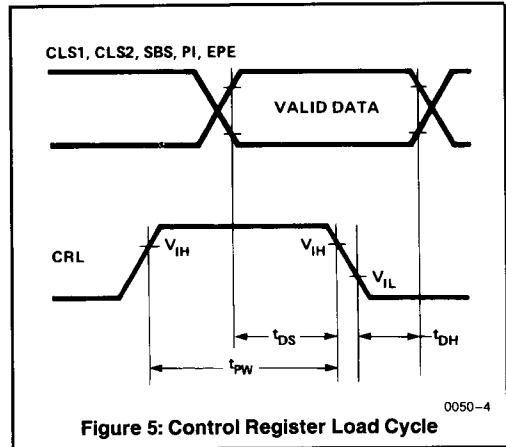 CLS1, CLS2, SBS, PI, EPE
VALID DATA
CRL
VIH
VIH
VIL
tDS
tDH
tPW
0050-4
Figure 5: Control Register Load Cycle